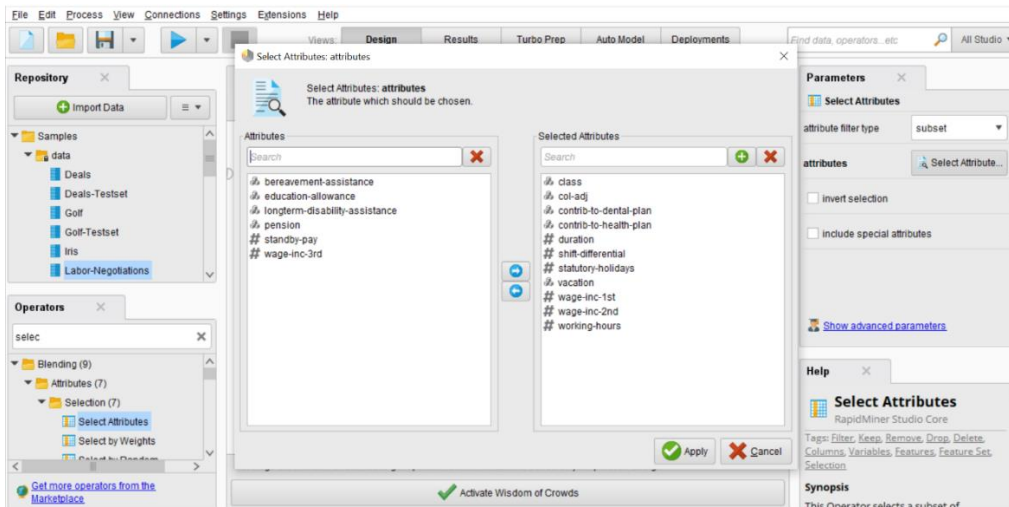 File Edit Process View Connections Settings Extensions Help
Views: Design Results Turbo Prep Auto Model Deployments
Find data, operators...etc
All Studio
Repository
Import Data
Samples
data
Deals
Deals-Testset
Golf
Golf-Testset
Iris
Labor-Negotiations
Operators
selec
Blending (9)
Attributes (7)
Selection (7)
Select Attributes
Select by Weights
Select by Random
Get more operators from the
Marketplace
Select Attributes: attributes
Select Attributes: attributes
The attribute which should be chosen.
Attributes
Search
bereavement-assistance
education-allowance
longterm-disability-assistance
pension
standby-pay
wage-inc-3rd
Selected Attributes
Search
class
col-adj
contrib-to-dental-plan
contrib-to-health-plan
duration
shift-differential
statutory-holidays
vacation
wage-inc-1st
wage-inc-2nd
working-hours
Apply
Cancel
Activate Wisdom of Crowds
Parameters
Select Attributes
attribute filter type subset
attributes Select Attribute...
invert selection
include special attributes
Show advanced parameters
Help
Select Attributes
RapidMiner Studio Core
Tags: Filter, Keep, Remove, Drop, Delete,
Columns, Variables, Features, Feature Set,
Selection
Synopsis
This Operator selects a subset of